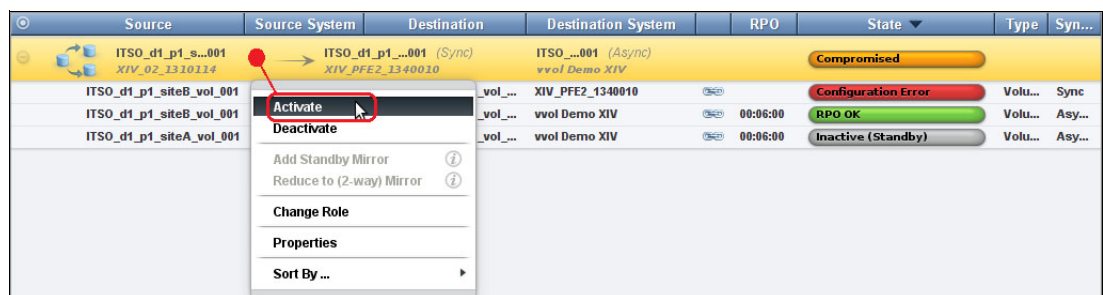 Source Source System Destination Destination System RPO State Type Syn...
ITSO_d1_p1_s...001 ITSO_d1_p1_...001 (Sync) ITSO_...001 (Async) Compromised
XIV_02_1310114 XIV_PFE2_1340010 vvol Demo XIV
ITSO_d1_p1_siteB_vol_001 _vol_... XIV_PFE2_1340010 Configuration Error Volu... Sync
Activate
ITSO_d1_p1_siteB_vol_001 _vol_... vvol Demo XIV 00:06:00 RPO OK Volu... Asy...
Deactivate
ITSO_d1_p1_siteA_vol_001 _vol_... vvol Demo XIV 00:06:00 Inactive (Standby) Volu... Asy...
Add Standby Mirror
Reduce to (2-way) Mirror
Change Role
Properties
Sort By ...